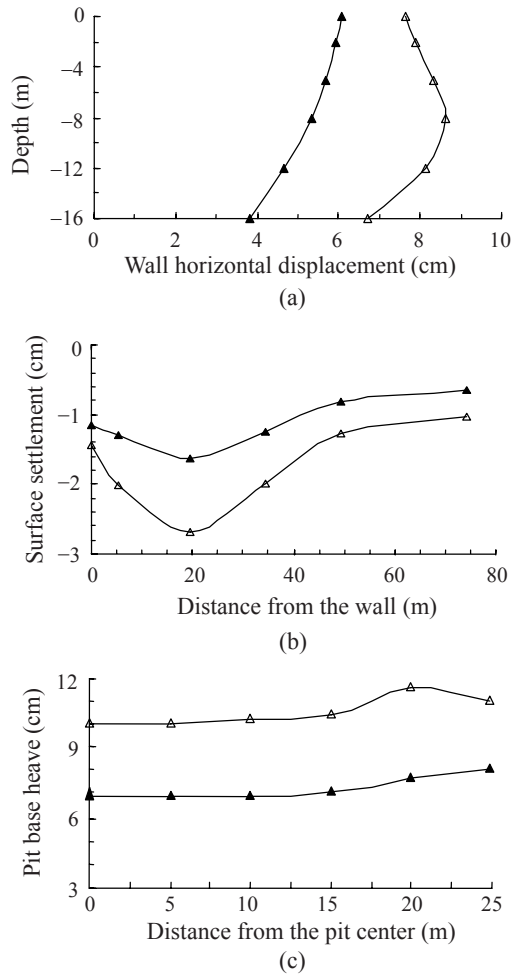 0
−4
−8
−12
−16
Depth (m)
0 2 4 6 8 10
Wall horizontal displacement (cm)
(a)
0
−1
−2
−3
Surface settlement (cm)
0 20 40 60 80
Distance from the wall (m)
(b)
12
9
6
3
Pit base heave (cm)
0 5 10 15 20 25
Distance from the pit center (m)
(c)